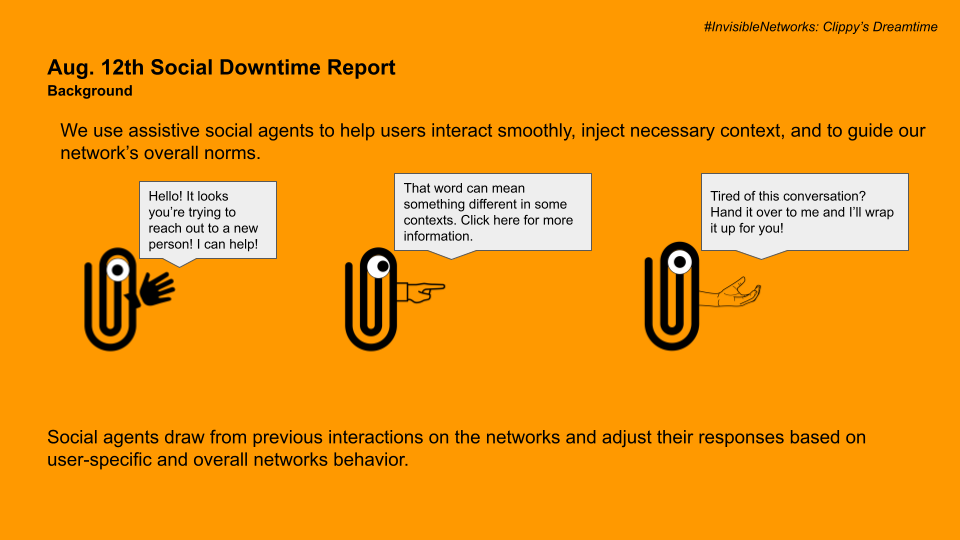 #InvisibleNetworks: Clippy’s Dreamtime
Aug. 12th Social Downtime Report
Background
We use assistive social agents to help users interact smoothly, inject necessary context, and to guide our
network’s overall norms.
Hello! It looks
you’re trying to
reach out to a new
person! I can help!
That word can mean
something different in some
contexts. Click here for more
information.
Tired of this conversation?
Hand it over to me and I’ll wrap
it up for you!
Social agents draw from previous interactions on the networks and adjust their responses based on
user-specific and overall networks behavior.